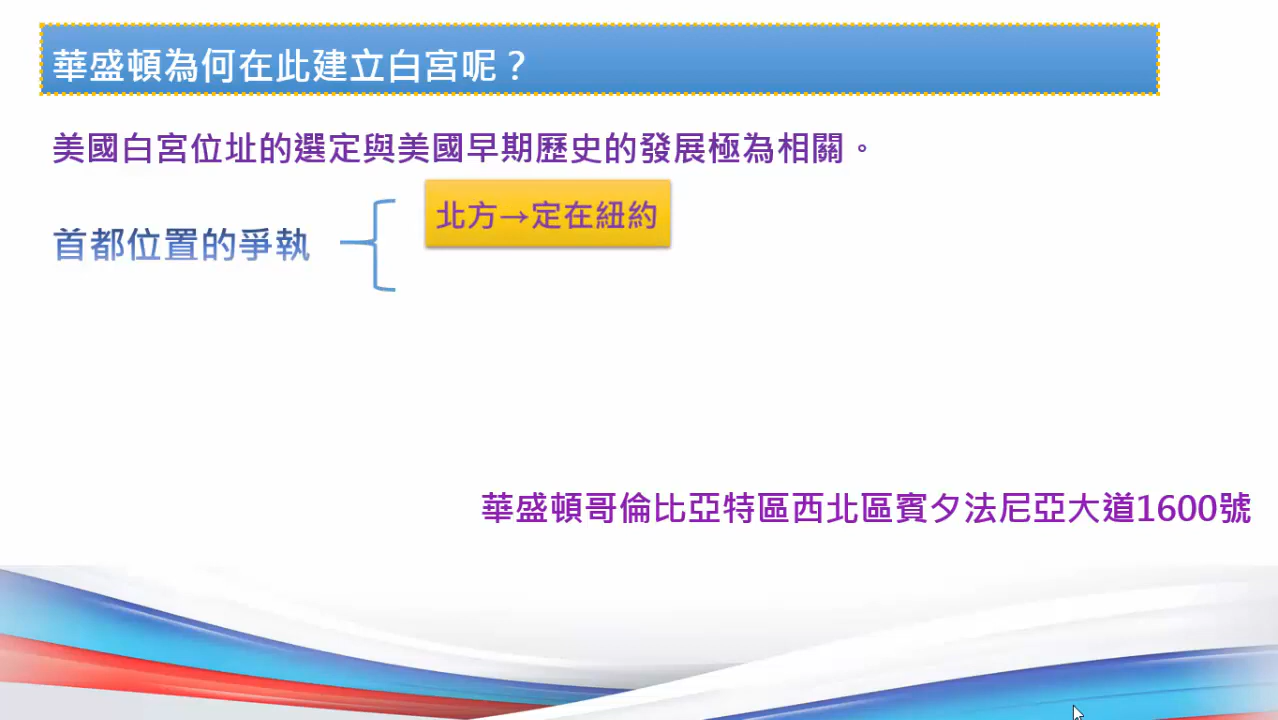 華盛頓為何在此建立白宮呢？
美國白宮位址的選定與美國早期歷史的發展極為相關。
首都位置的爭執
北方→定在紐約
華盛頓哥倫比亞特區西北區賓夕法尼亞大道1600號